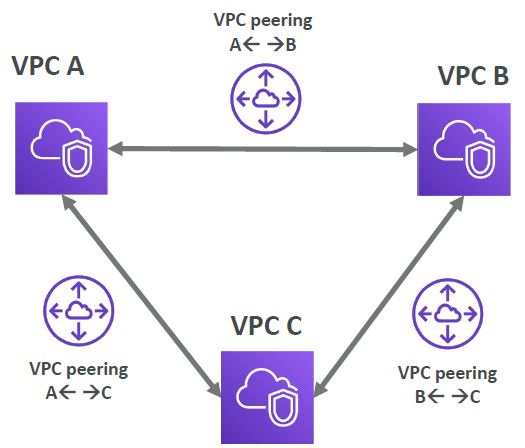 VPC peering
A← →B
VPC A
VPC B
VPC C
VPC peering
A← →C
VPC peering
B← →C